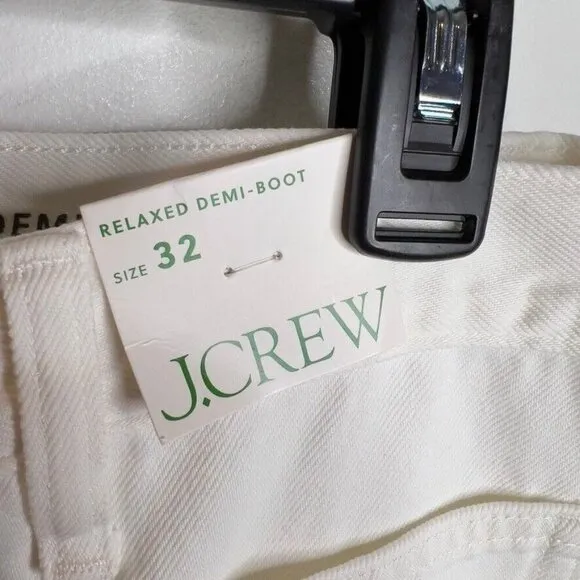 RELAXED DEMI-BOOT
SIZE 32
J.CREW